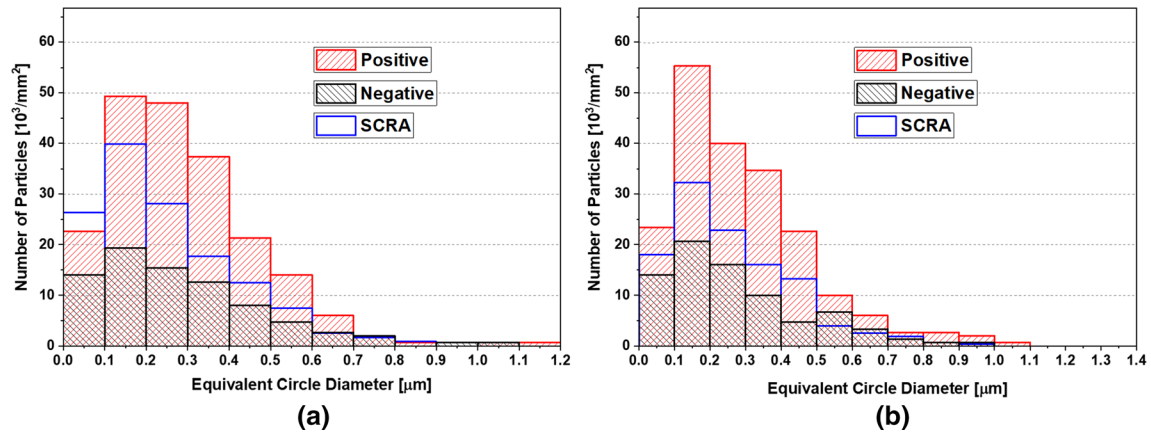 60
50
40
30
20
10
0
Number of Particles [10³/mm²]
Positive
Negative
SCRA
0.0 0.1 0.2 0.3 0.4 0.5 0.6 0.7 0.8 0.9 1.0 1.1 1.2
Equivalent Circle Diameter [μm]
(a)
60
50
40
30
20
10
0
Number of Particles [10³/mm²]
Positive
Negative
SCRA
0.0 0.1 0.2 0.3 0.4 0.5 0.6 0.7 0.8 0.9 1.0 1.1 1.2 1.3 1.4
Equivalent Circle Diameter [μm]
(b)